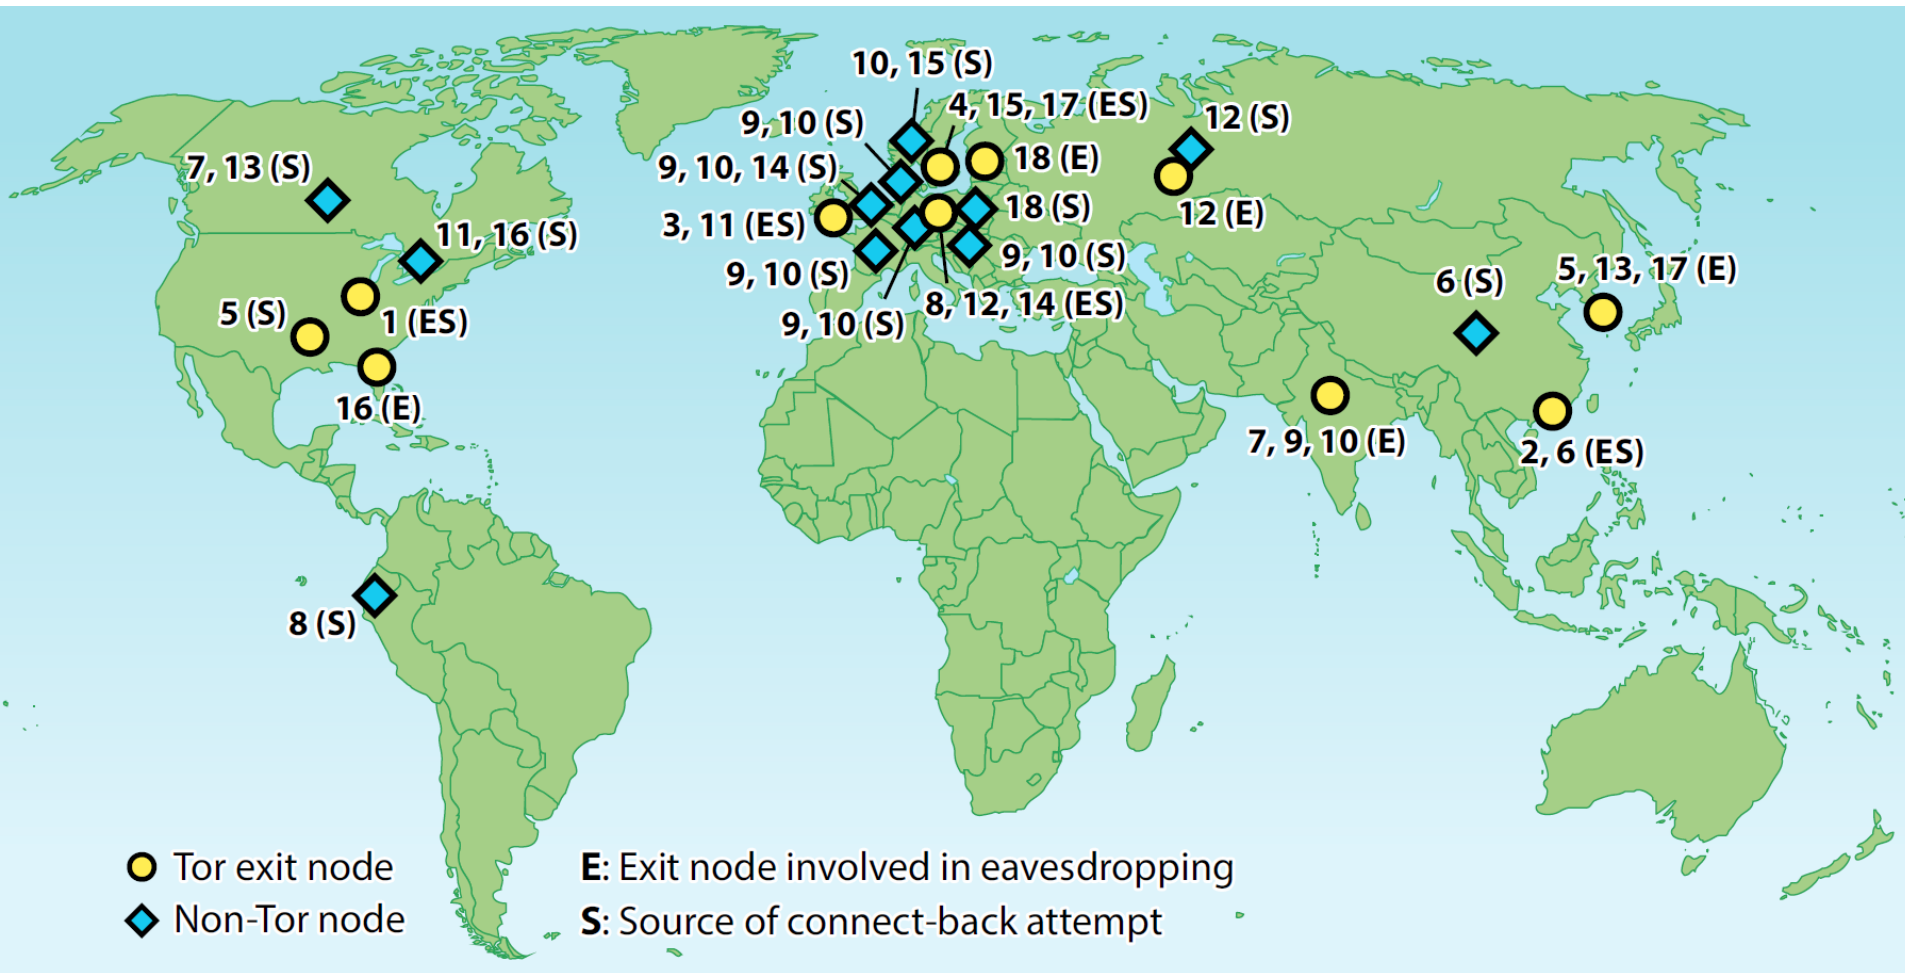 10, 15 (S)
4, 15, 17 (ES)
9, 10 (S)
12 (S)
9, 10, 14 (S)
18 (E)
7, 13 (S)
3, 11 (ES)
18 (S)
12 (E)
11, 16 (S)
9, 10 (S)
9, 10 (S)
6 (S)
5, 13, 17 (E)
5 (S)
1 (ES)
9, 10 (S)
8, 12, 14 (ES)
16 (E)
7, 9, 10 (E)
2, 6 (ES)
8 (S)
Tor exit node
E: Exit node involved in eavesdropping
Non-Tor node
S: Source of connect-back attempt